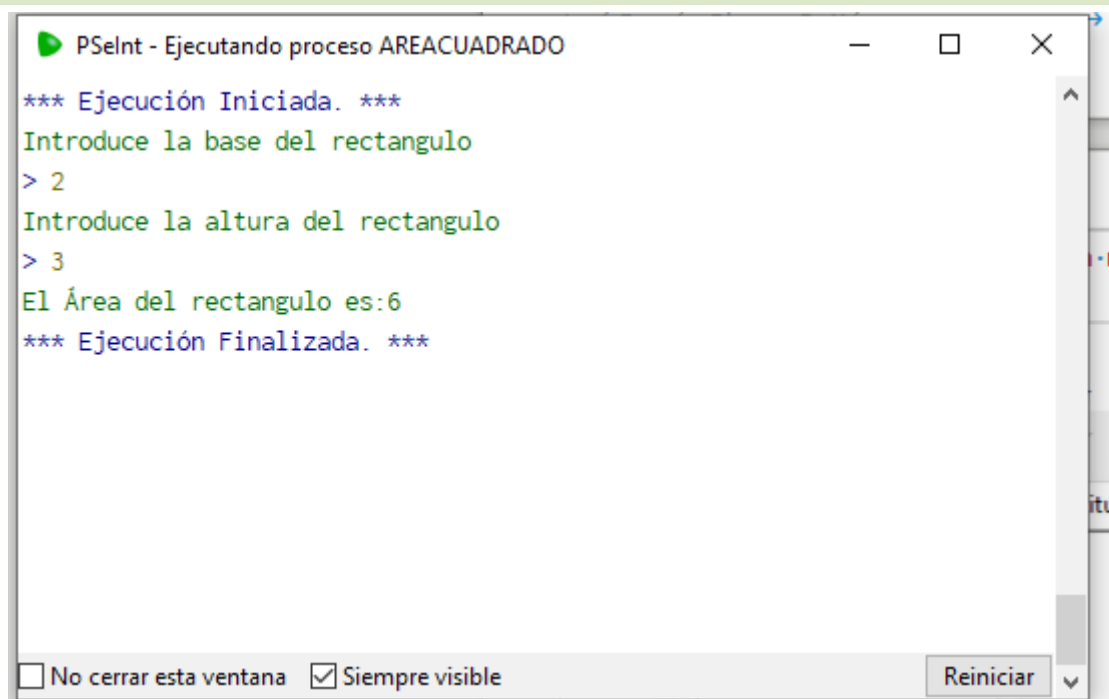 PSeInt - Ejecutando proceso AREACUADRADO
*** Ejecución Iniciada. ***
Introduce la base del rectangulo
> 2
Introduce la altura del rectangulo
> 3
El Área del rectangulo es:6
*** Ejecución Finalizada. ***
No cerrar esta ventana Siempre visible Reiniciar